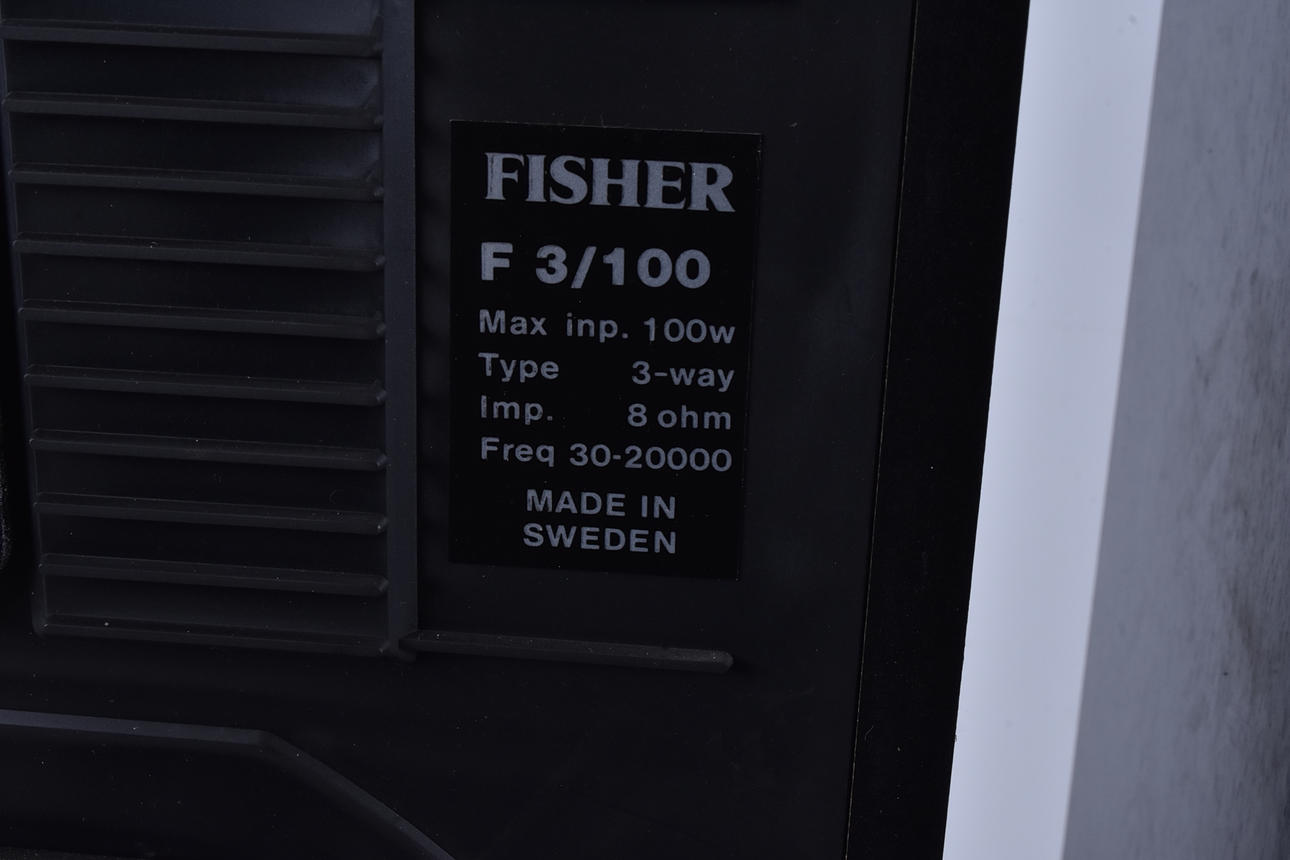 FISHER
F 3/100
Max inp. 100w
Type 3-way
Imp. 8 ohm
Freq 30-20000
MADE IN
SWEDEN